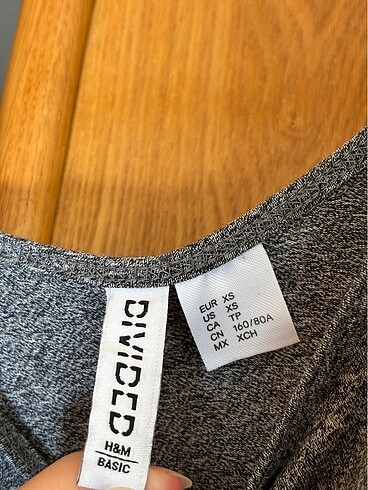 DIVIDED
H&M
BASIC
EUR XS
US XS
CA TP
CN 160/80A
MX XCH